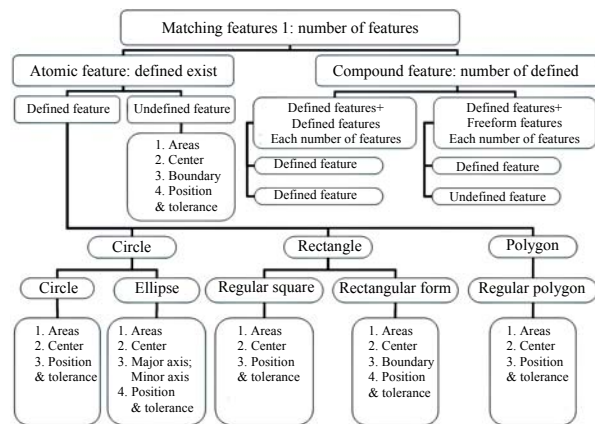 Matching features 1: number of features
Atomic feature: defined exist
Compound feature: number of defined
Defined feature
Undefined feature
Defined features+
Defined features
Each number of features
Defined features+
Freeform features
Each number of features
1. Areas
2. Center
3. Boundary
4. Position
& tolerance
Defined feature
Defined feature
Defined feature
Undefined feature
Circle
Rectangle
Polygon
Circle
Ellipse
Regular square
Rectangular form
Regular polygon
1. Areas
2. Center
3. Position
& tolerance
1. Areas
2. Center
3. Major axis;
Minor axis
4. Position
& tolerance
1. Areas
2. Center
3. Position
& tolerance
1. Areas
2. Center
3. Boundary
4. Position
& tolerance
1. Areas
2. Center
3. Position
& tolerance